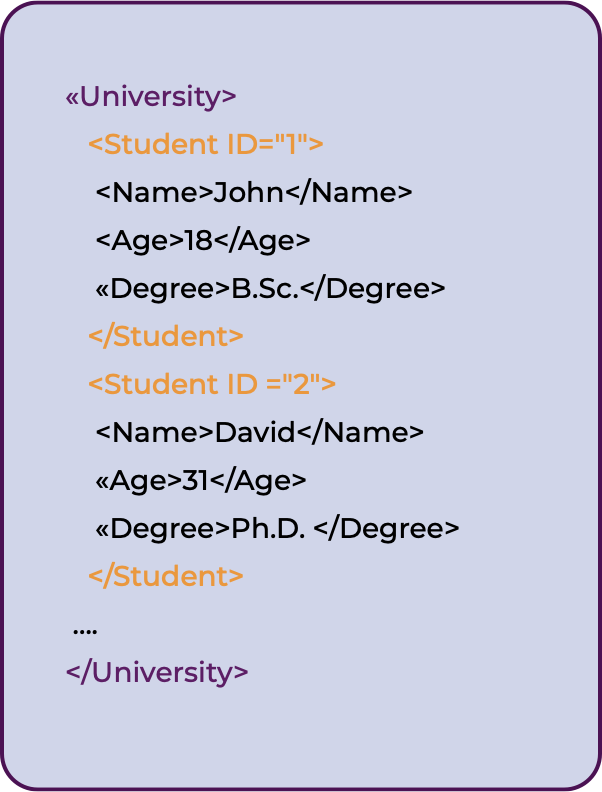 «University>
<Student ID="1">
<Name>John</Name>
<Age>18</Age>
«Degree>B.Sc.</Degree>
</Student>
<Student ID ="2">
<Name>David</Name>
«Age>31</Age>
«Degree>Ph.D. </Degree>
</Student>
....
</University>